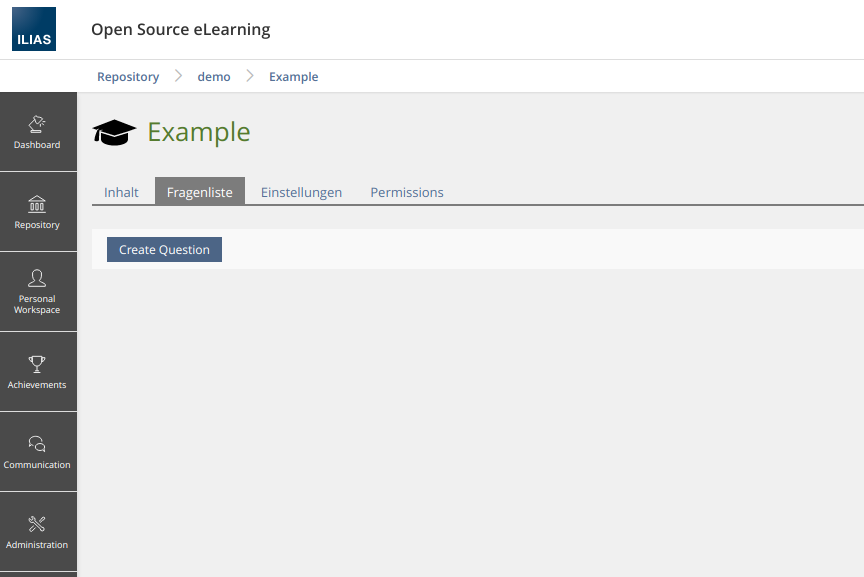 ILIAS
Open Source eLearning
Repository
demo
Example
Dashboard
Repository
Personal
Workspace
Achievements
Communication
Administration
Example
Inhalt
Fragenliste
Einstellungen
Permissions
Create Question